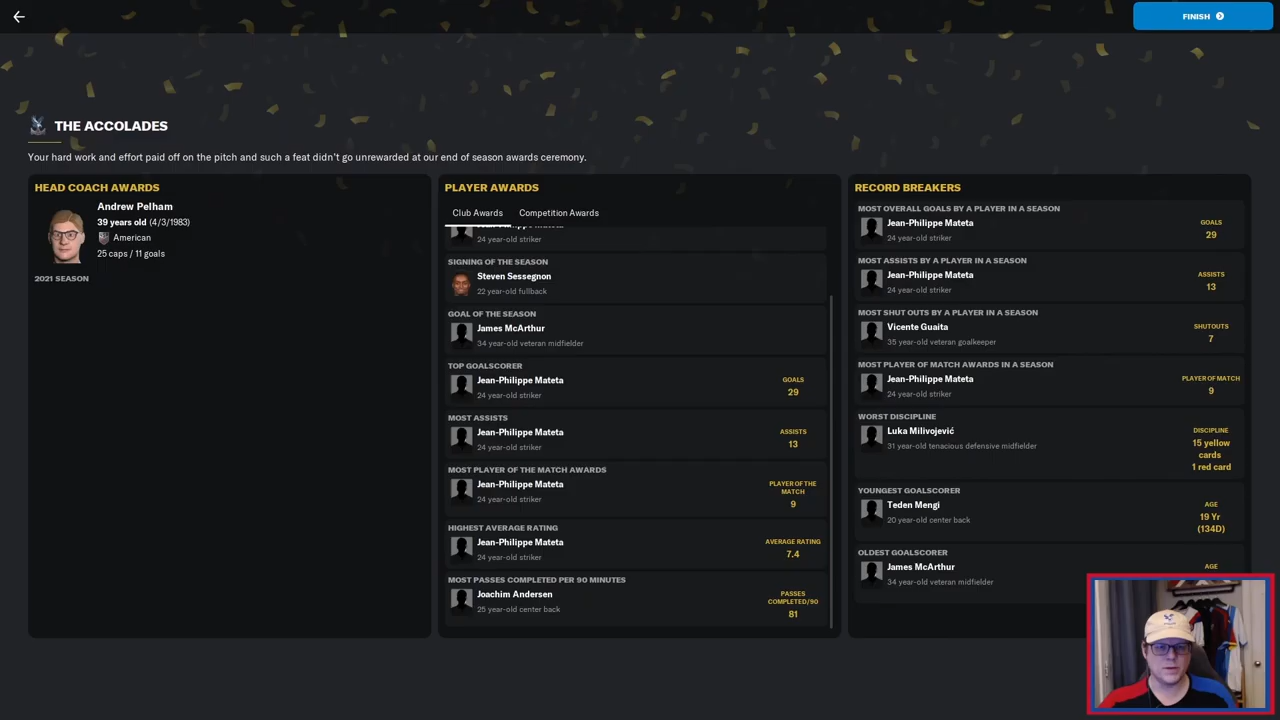 FINISH
THE ACCOLADES
Your hard work and effort paid off on the pitch and such a feat didn't go unrewarded at our end of season awards ceremony.
HEAD COACH AWARDS
Andrew Pelham
39 years old (4/3/1983)
American
25 caps / 11 goals
2021 SEASON
PLAYER AWARDS
Club Awards
Competition Awards
Jean-Philippe Mateta
24 year-old striker
SIGNING OF THE SEASON
Steven Sessegnon
22 year-old fullback
GOAL OF THE SEASON
James McArthur
34 year-old veteran midfielder
TOP GOALSCORER
Jean-Philippe Mateta
24 year-old striker
GOALS
29
MOST ASSISTS
Jean-Philippe Mateta
24 year-old striker
ASSISTS
13
MOST PLAYER OF THE MATCH AWARDS
Jean-Philippe Mateta
24 year-old striker
PLAYER OF THE
MATCH
9
HIGHEST AVERAGE RATING
Jean-Philippe Mateta
24 year-old striker
AVERAGE RATING
7.4
MOST PASSES COMPLETED PER 90 MINUTES
Joachim Andersen
25 year-old center back
PASSES
COMPLETED/90
81
RECORD BREAKERS
MOST OVERALL GOALS BY A PLAYER IN A SEASON
Jean-Philippe Mateta
24 year-old striker
GOALS
29
MOST ASSISTS BY A PLAYER IN A SEASON
Jean-Philippe Mateta
24 year-old striker
ASSISTS
13
MOST SHUT OUTS BY A PLAYER IN A SEASON
Vicente Guaita
35 year-old veteran goalkeeper
SHUTOUTS
7
MOST PLAYER OF MATCH AWARDS IN A SEASON
Jean-Philippe Mateta
24 year-old striker
PLAYER OF MATCH
9
WORST DISCIPLINE
Luka Milivojević
31 year-old tenacious defensive midfielder
DISCIPLINE
15 yellow
cards
1 red card
YOUNGEST GOALSCORER
Teden Mengi
20 year-old center back
AGE
19 Yr
(134D)
OLDEST GOALSCORER
James McArthur
34 year-old veteran midfielder
AGE